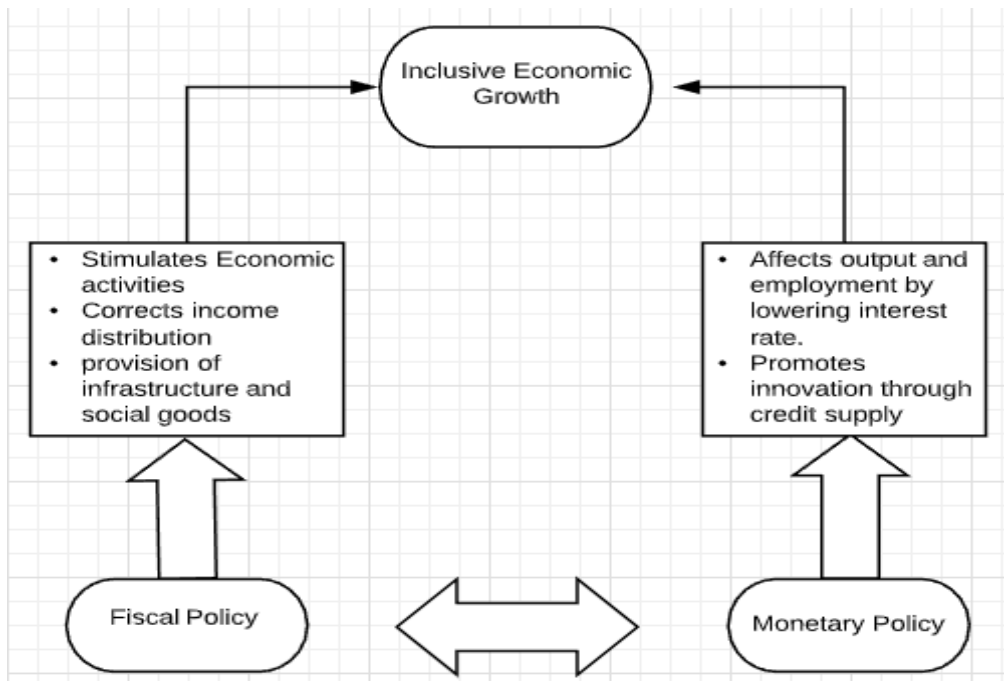 Inclusive Economic
Growth
• Stimulates Economic
activities
• Corrects income
distribution
• provision of
infrastructure and
social goods
• Affects output and
employment by
lowering interest
rate.
• Promotes
innovation through
credit supply
Fiscal Policy
Monetary Policy